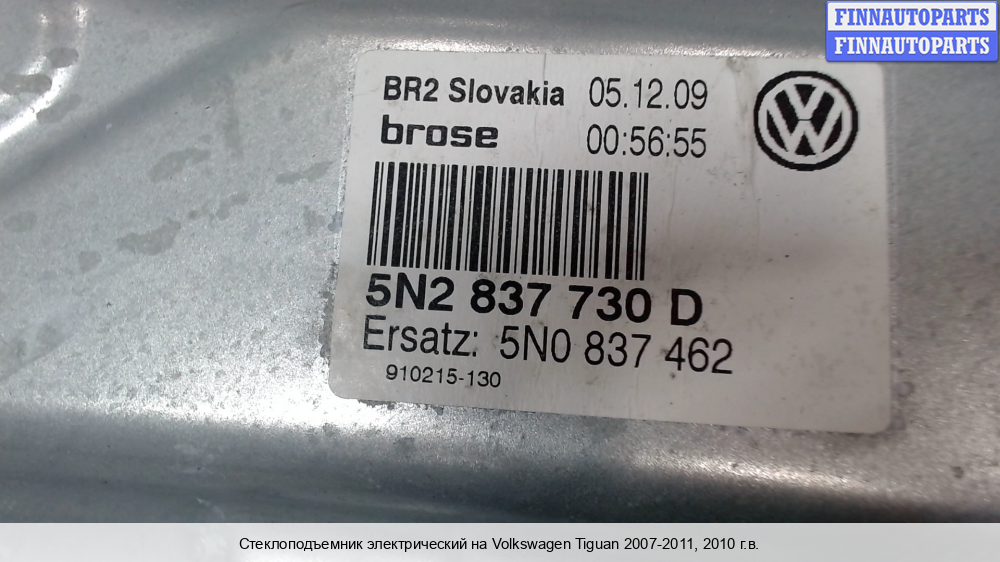 FINNAUTOPARTS
FINNAUTOPARTS
BR2 Slovakia 05.12.09
brose 00:56:55
5N2 837 730 D
Ersatz: 5N0 837 462
910215-130
Стеклоподъемник электрический на Volkswagen Tiguan 2007-2011, 2010 г.в.